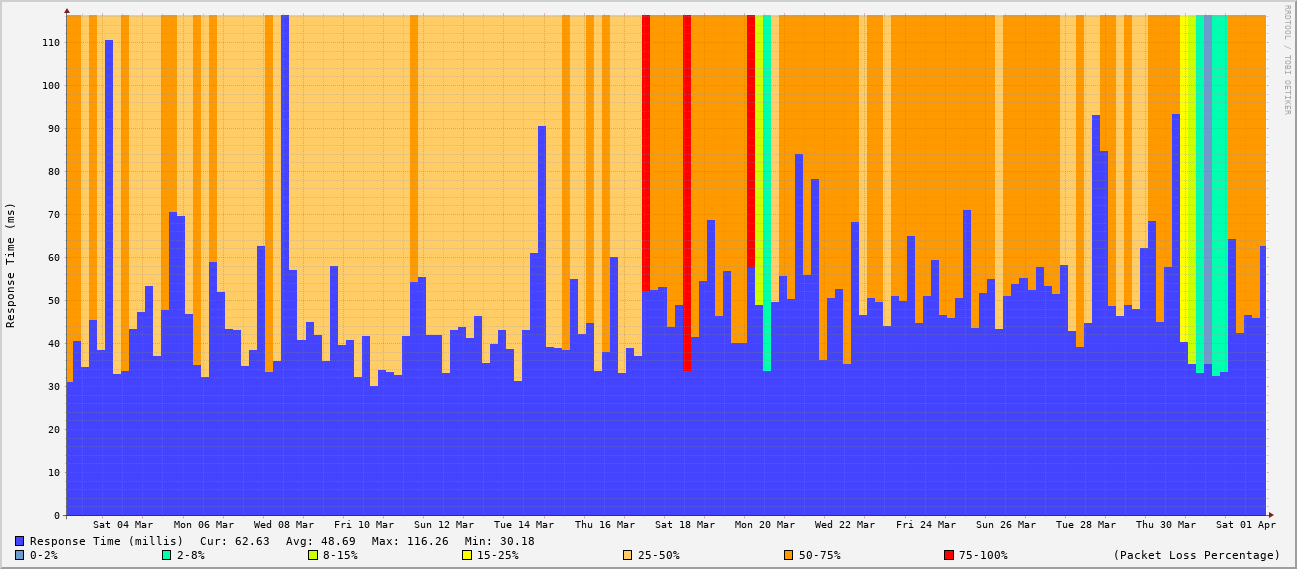 RRDTOOL / TOBI OETIKER
Response Time (ms)
110
100
90
80
70
60
50
40
30
20
10
0
Sat 04 Mar Mon 06 Mar Wed 08 Mar Fri 10 Mar Sun 12 Mar Tue 14 Mar Thu 16 Mar Sat 18 Mar Mon 20 Mar Wed 22 Mar Fri 24 Mar Sun 26 Mar Tue 28 Mar Thu 30 Mar Sat 01 Apr
Response Time (millis) Cur: 62.63 Avg: 48.69 Max: 116.26 Min: 30.18
0-2% 2-8% 8-15% 15-25% 25-50% 50-75% 75-100% (Packet Loss Percentage)